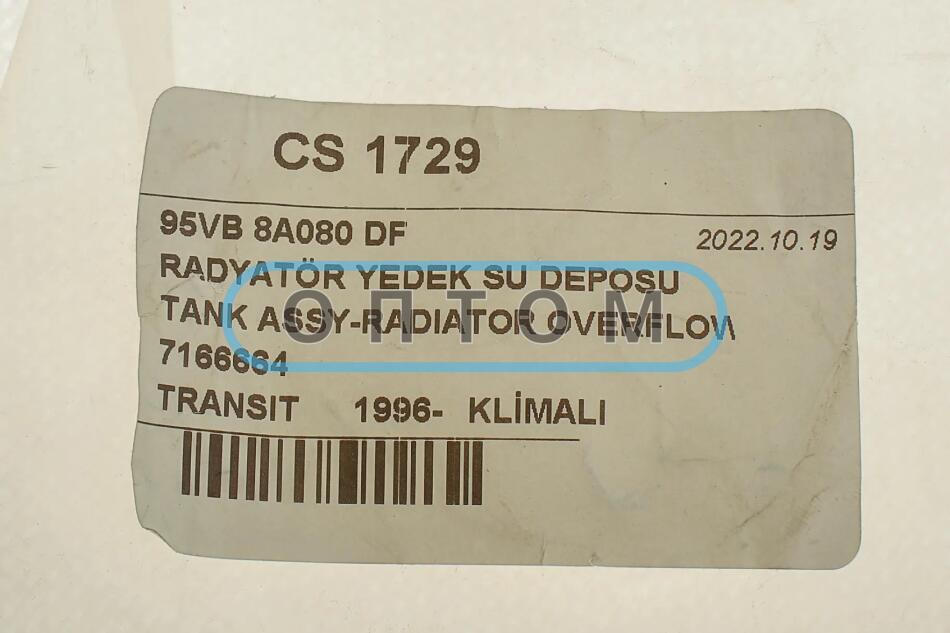 CS 1729
95VB 8A080 DF
2022.10.19
RADYATÖR YEDEK SU DEPOSU
ОПТОМ
TANK ASSY-RADIATOR OVERFLOW
7166664
TRANSIT 1996- KLİMALI